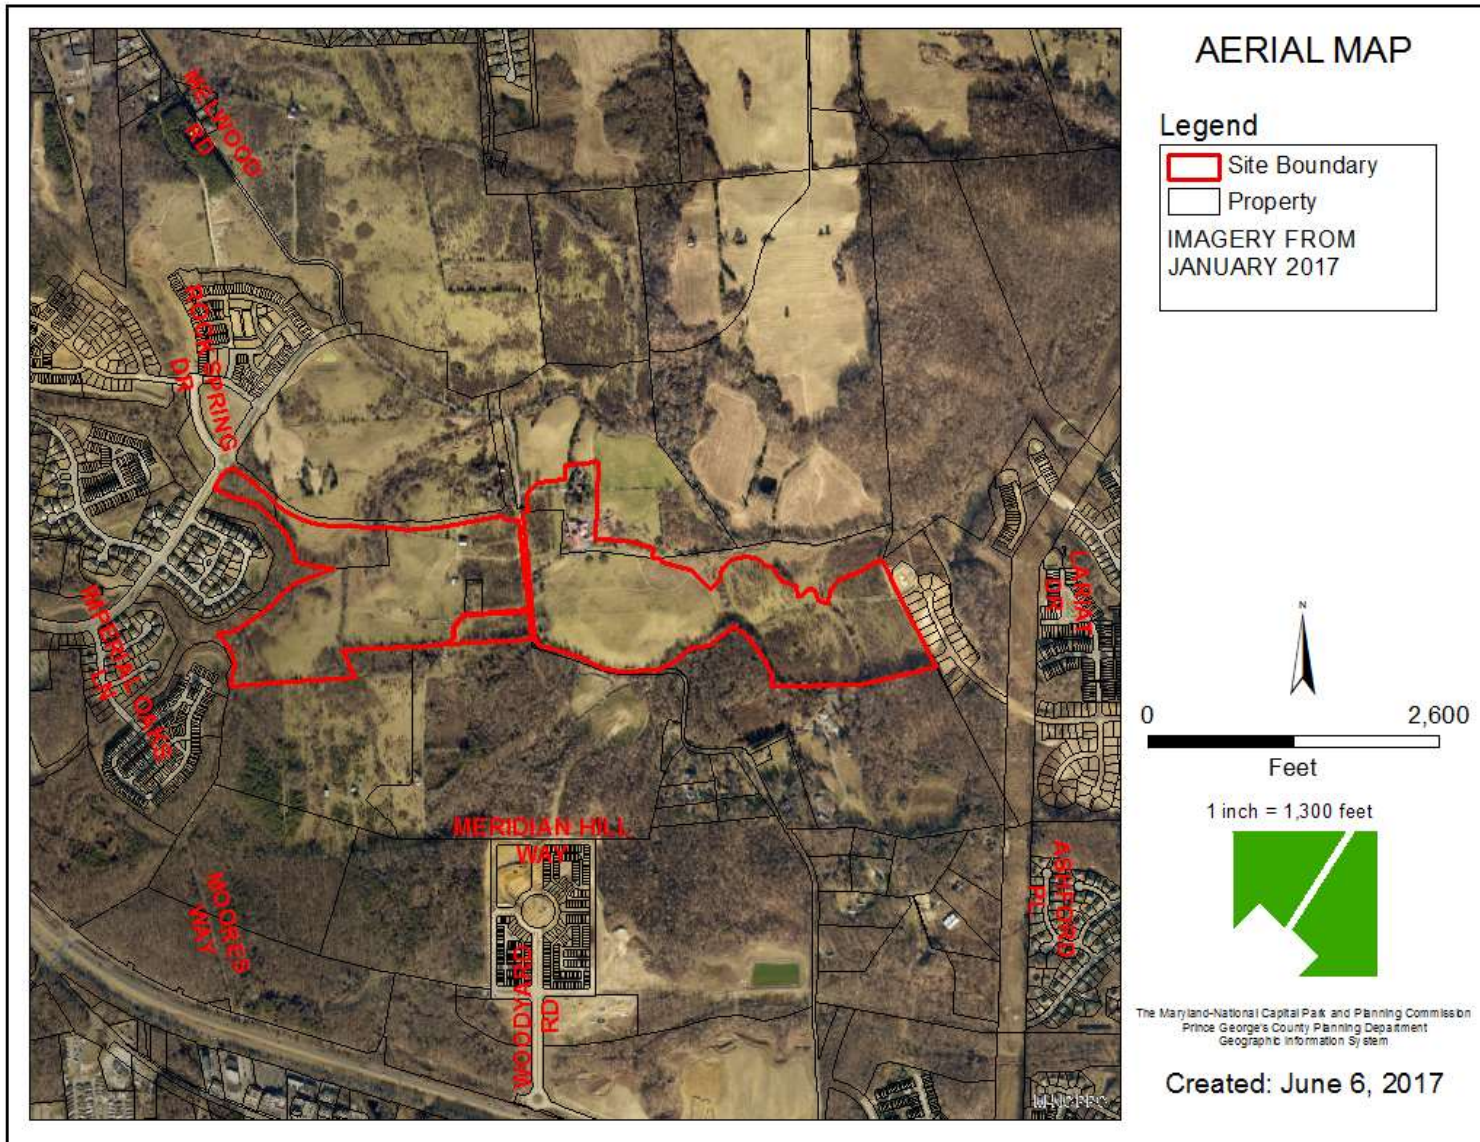 AERIAL MAP
Legend
Site Boundary
Property
IMAGERY FROM
JANUARY 2017
MELWOOD
RD
ROCK SPRING
DR
IMPERIAL OAKS
LN
LARIAT
DR
MERIDIAN HILL
WAY
MOORES
WAY
WOODYARD
RD
ASHFORD
PL
N
0
2,600
Feet
1 inch = 1,300 feet
The Maryland-National Capital Park and Planning Commission
Prince George's County Planning Department
Geographic Information System
Created: June 6, 2017
M-NCPPC